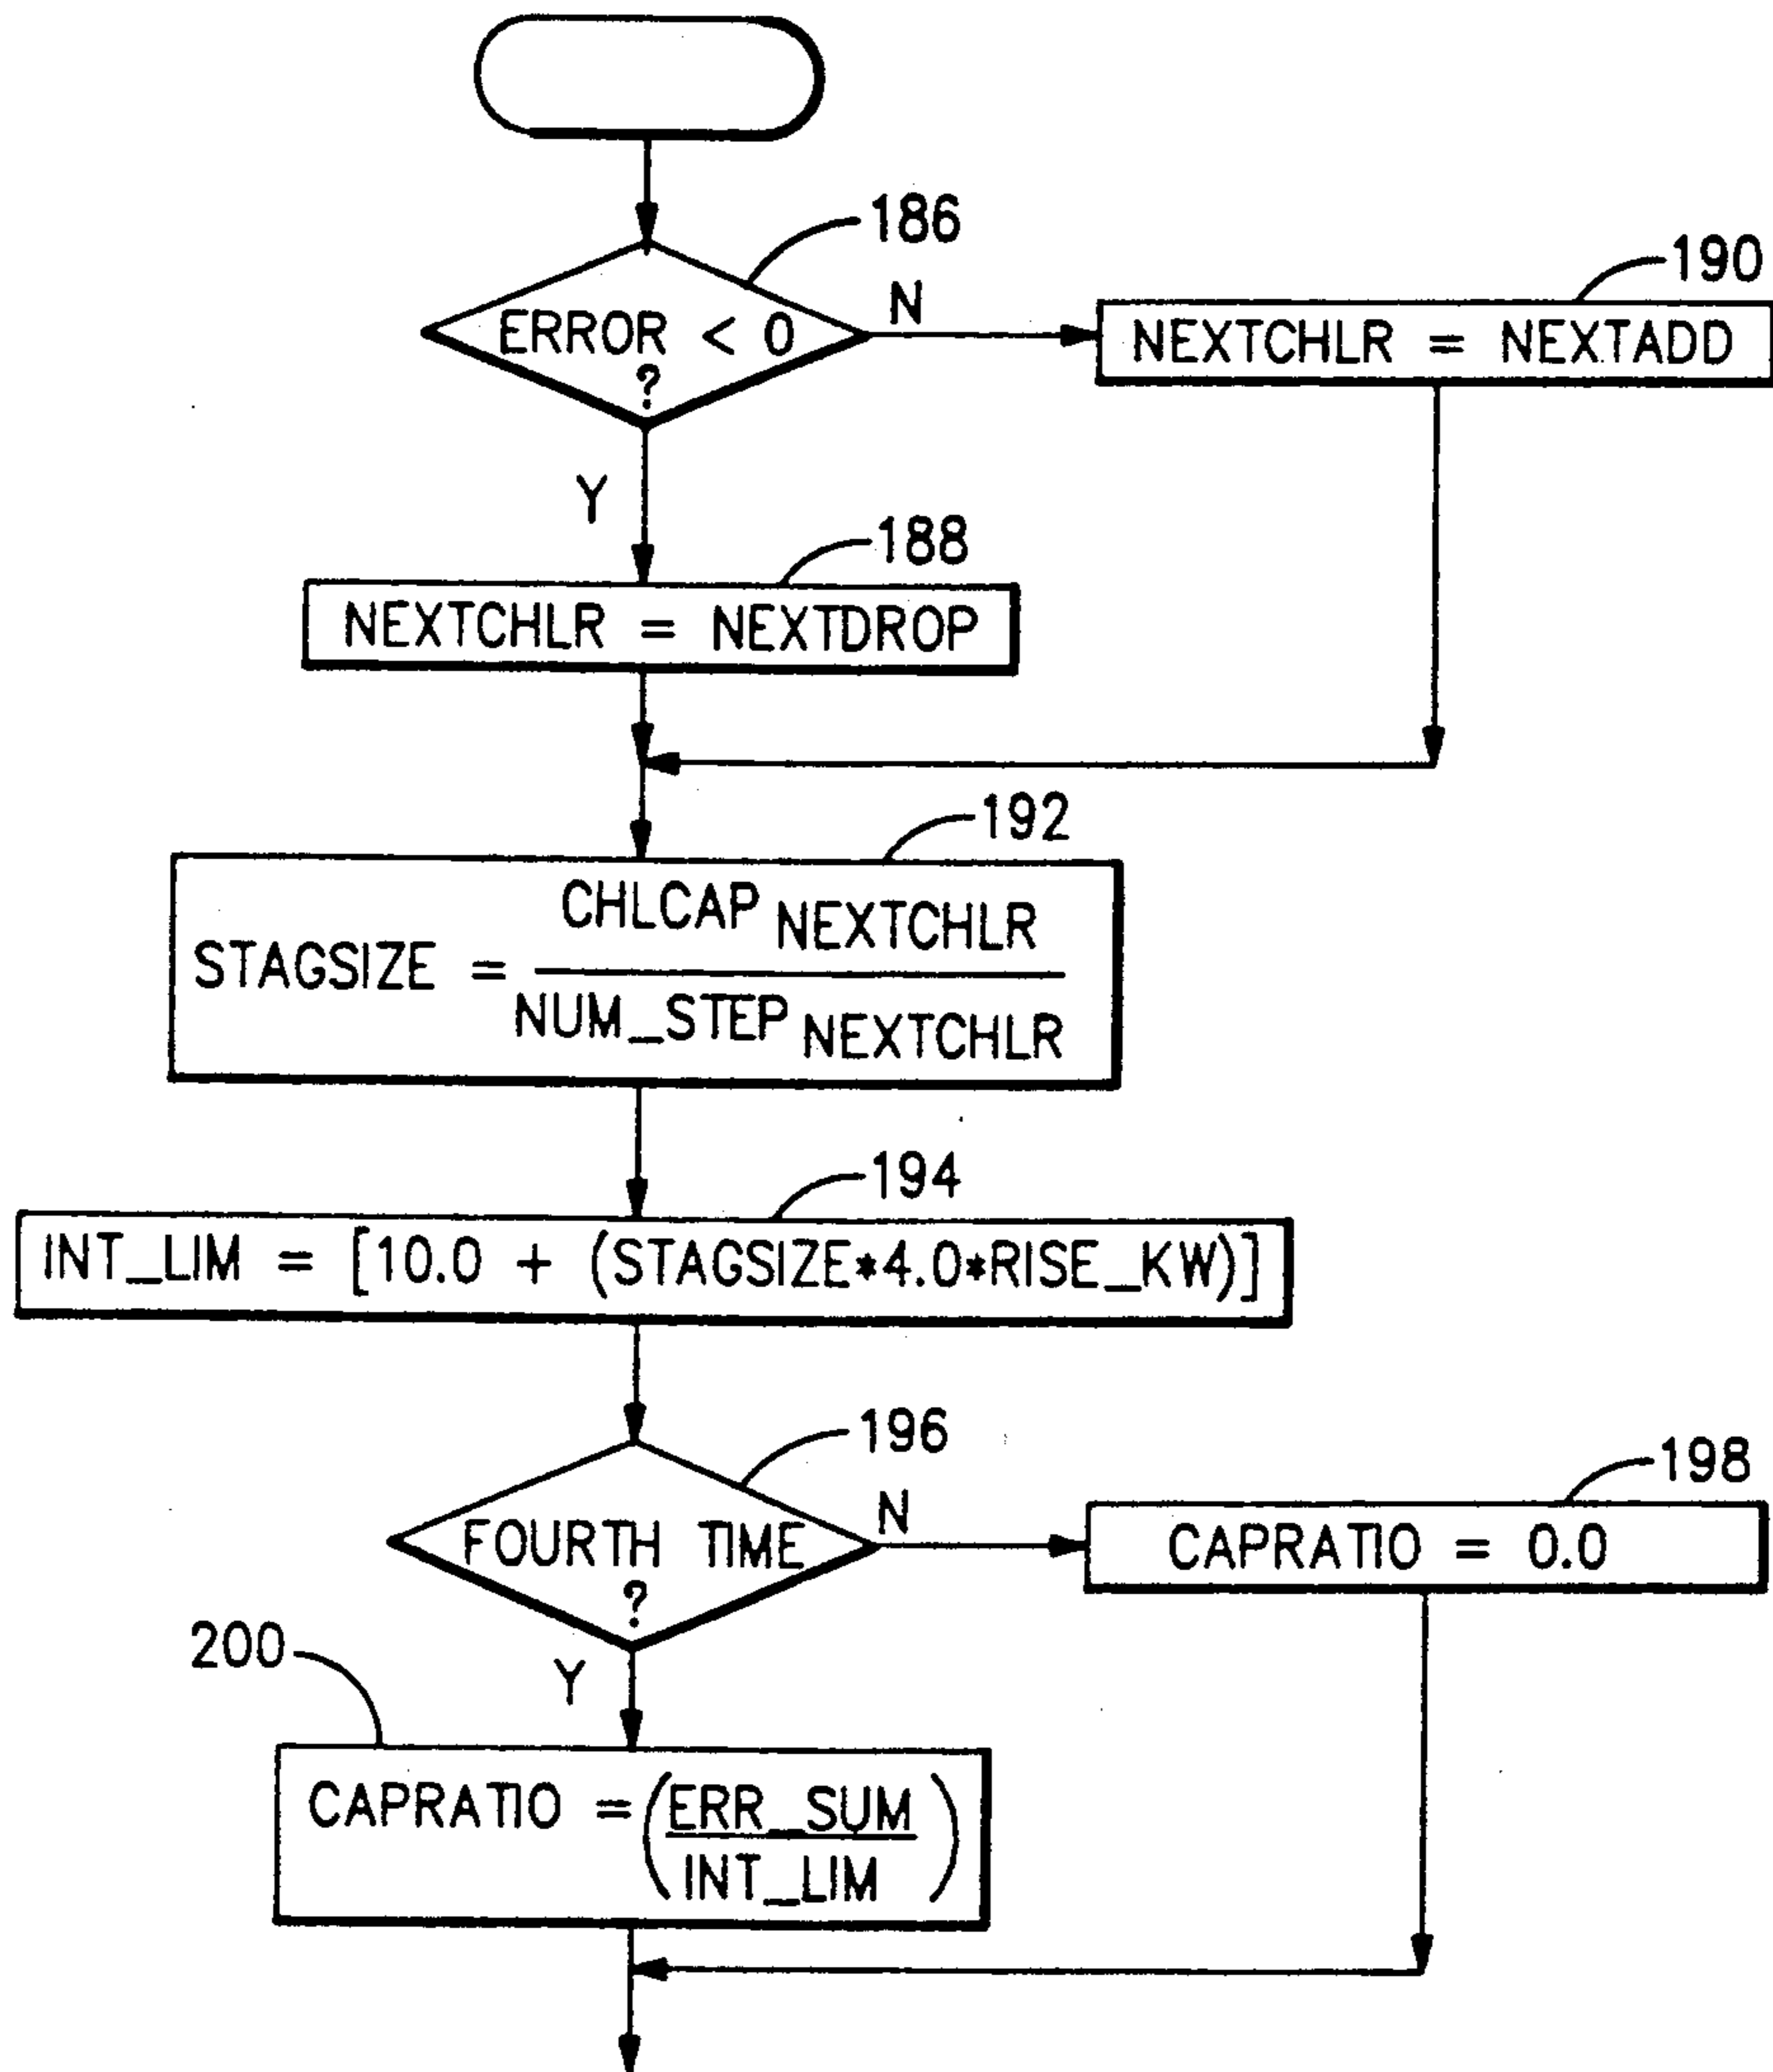 186
190
ERROR < 0
?
N
NEXTCHLR = NEXTADD
Y
188
NEXTCHLR = NEXTDROP
192
STAGSIZE = CHLCAP NEXTCHLR
NUM_STEP NEXTCHLR
194
INT_LIM = [10.0 + (STAGSIZE*4.0*RISE_KW)]
196
198
FOURTH TIME
?
N
CAPRATIO = 0.0
200
Y
CAPRATIO = (ERR_SUM
INT_LIM)